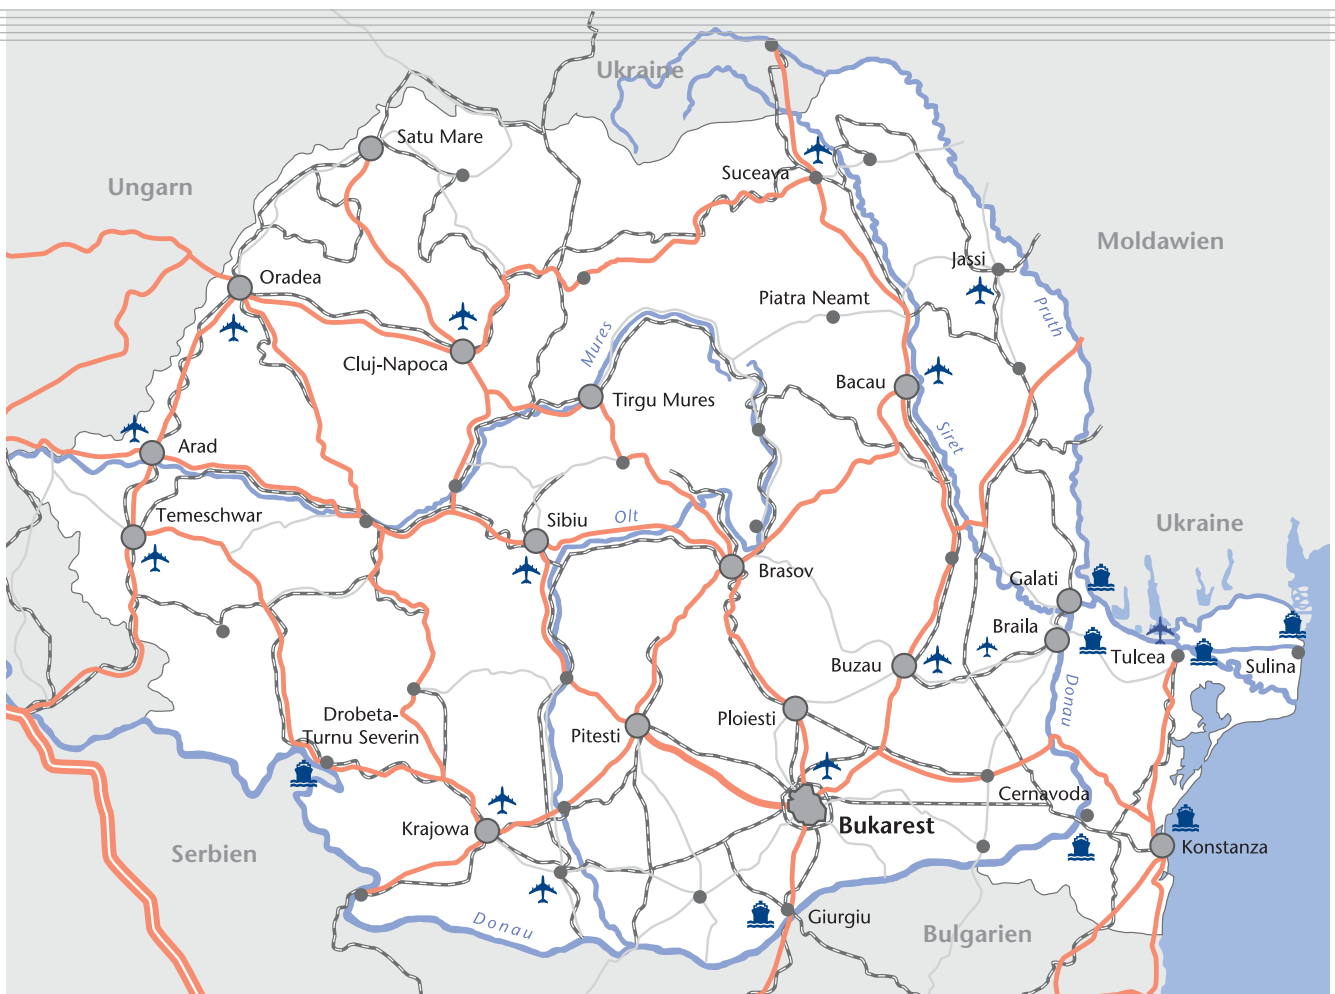 Ukraine
Satu Mare
Suceava
Ungarn
Moldawien
Jassi
Oradea
Piatra Neamt
Pruth
Mures
Cluj-Napoca
Bacau
Tirgu Mures
Siret
Arad
Temeschwar
Olt
Sibiu
Ukraine
Brasov
Galati
Braila
Tulcea
Sulina
Buzau
Donau
Drobeta-
Turnu Severin
Ploiesti
Pitesti
Cernavoda
Krajowa
Bukarest
Konstanza
Serbien
Giurgiu
Donau
Bulgarien